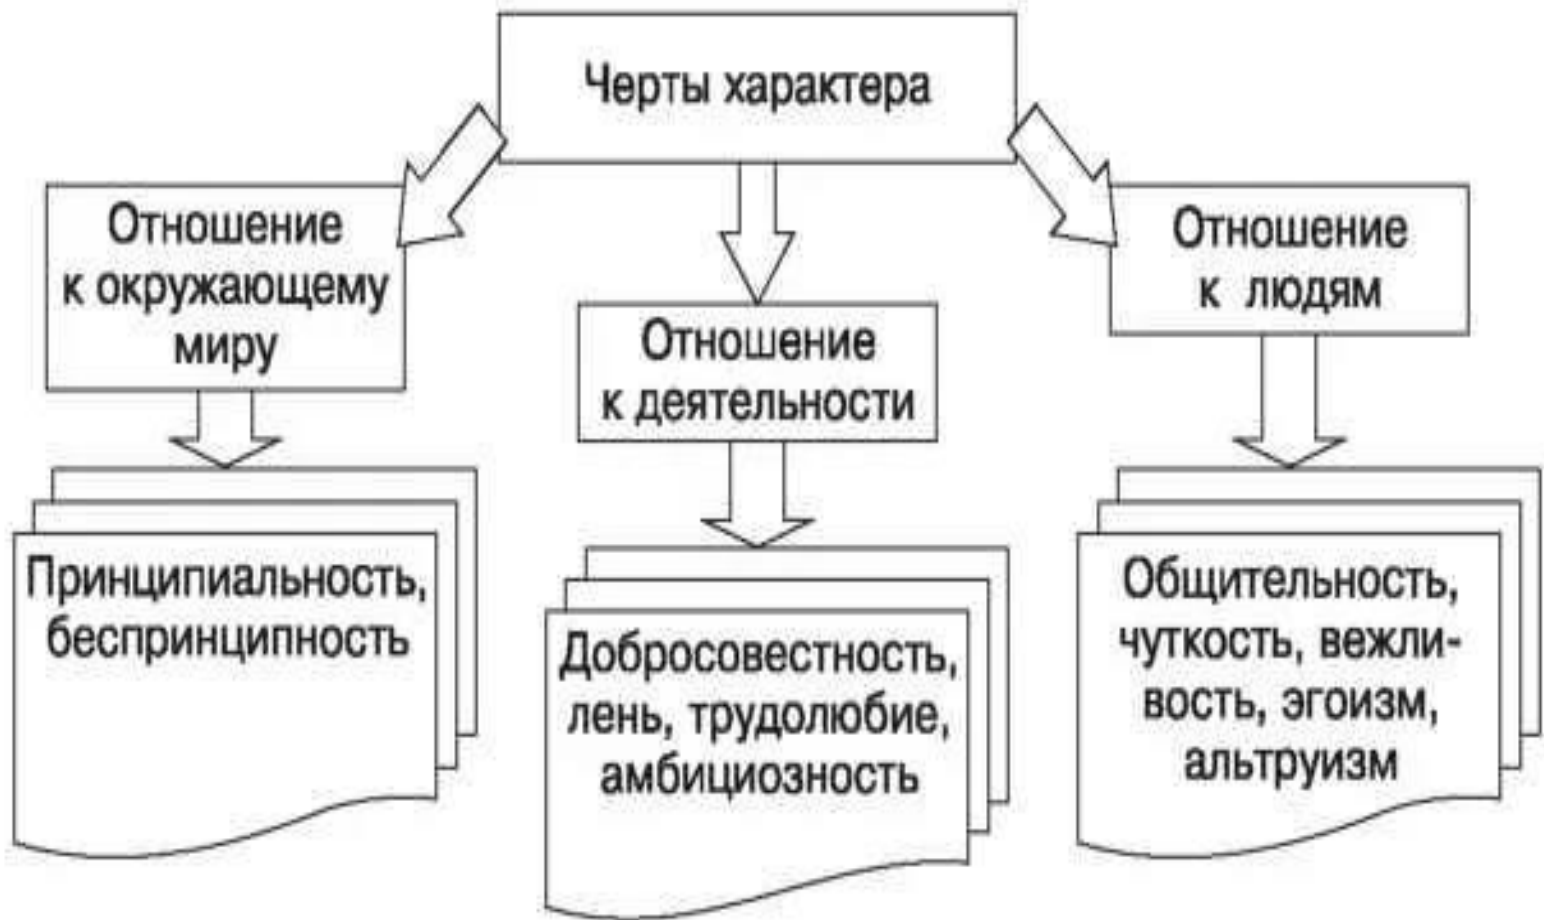 Черты характера
Отношение
к окружающему
миру
Отношение
к деятельности
Отношение
к людям
Принципиальность,
беспринципность
Добросовестность,
лень, трудолюбие,
амбициозность
Общительность,
чуткость, вежли-
вость, эгоизм,
альтруизм